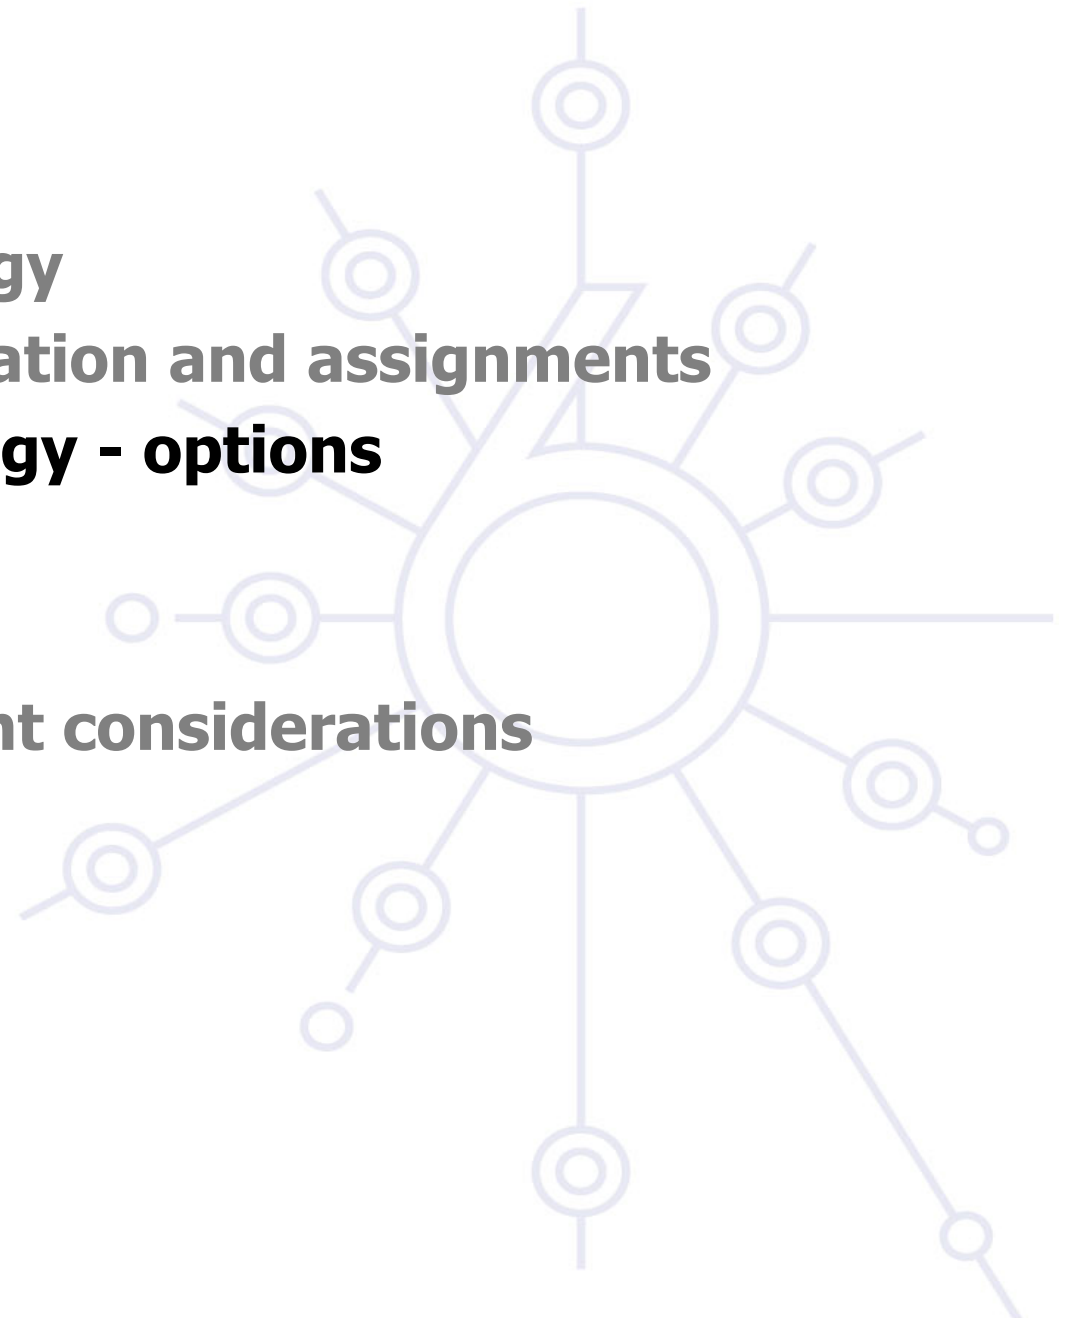 gy
ation and assignments
gy - options
nt considerations